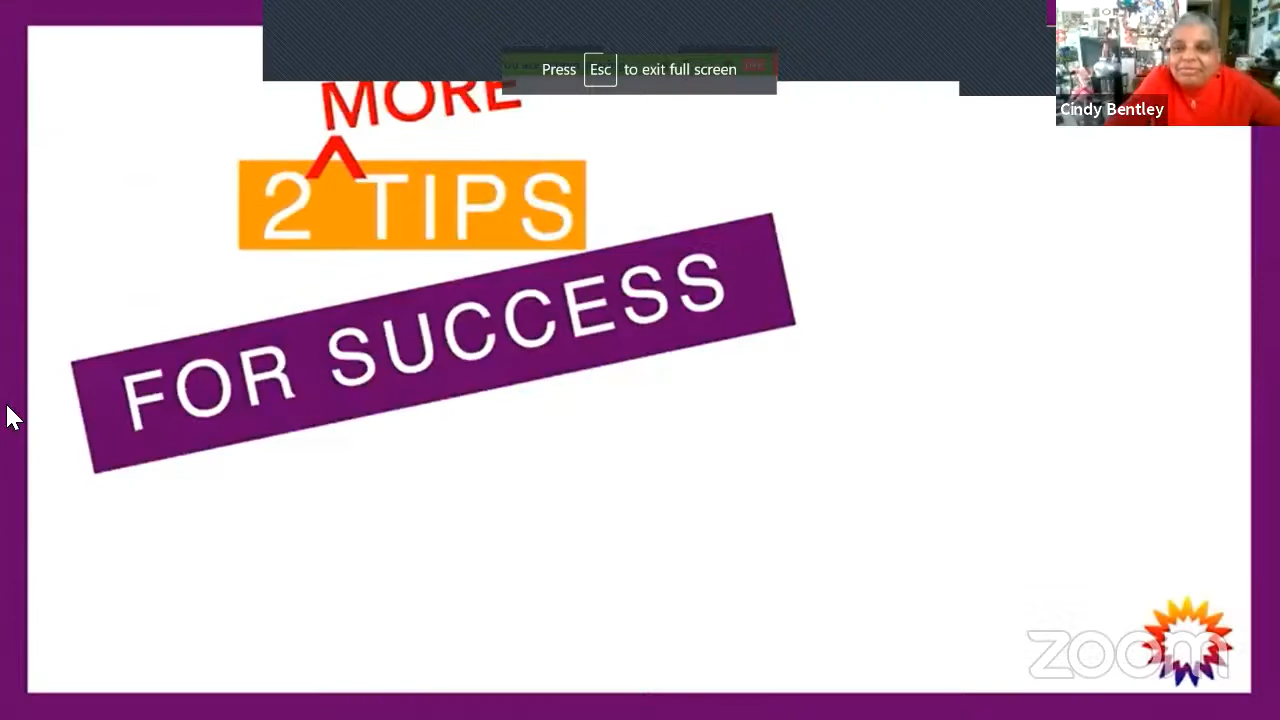 Press Esc to exit full screen
Cindy Bentley
MORE
^
2 TIPS
FOR SUCCESS
zoom